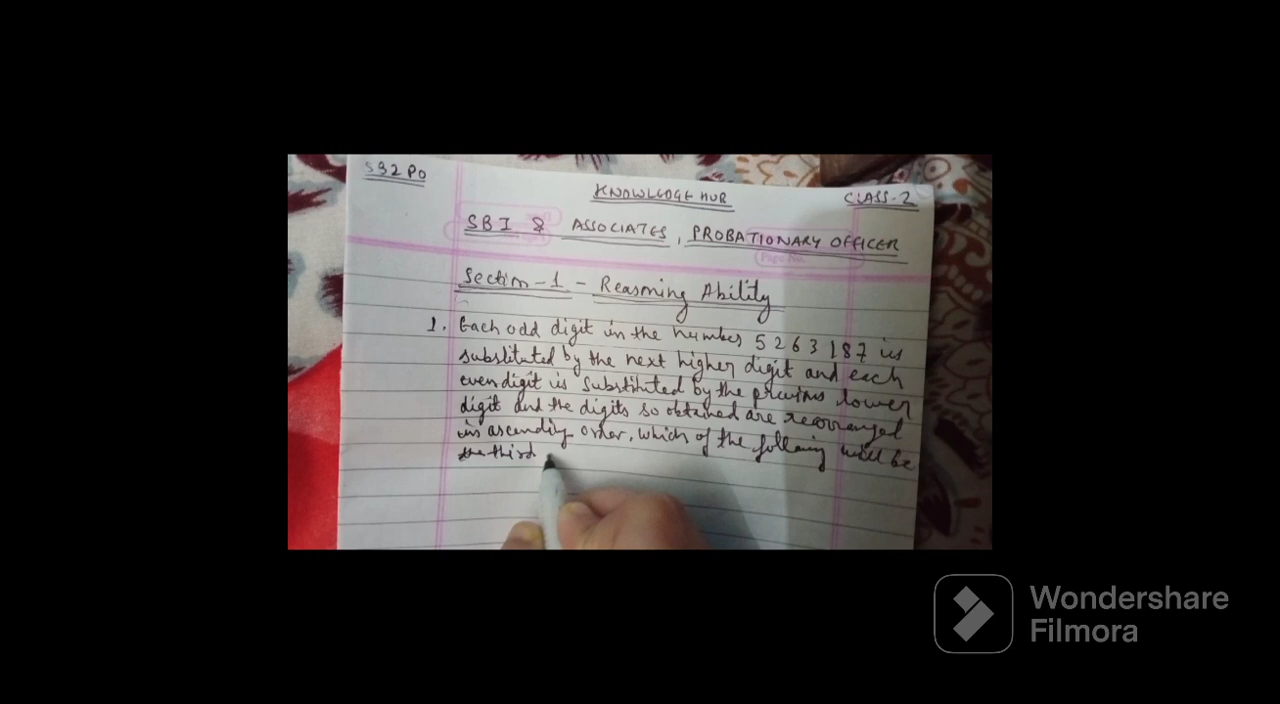 SBI PO
KNOWLEDGE HUB
CLASS-2
SBI & ASSOCIATES, PROBATIONARY OFFICER
Page No.
Section-1 - Reasoning Ability
1. Each odd digit in the number 5263187 is
substituted by the next higher digit and each
even digit is substituted by the previous lower
digit and the digits so obtained are rearranged
in ascending order, which of the following will be
the third
Wondershare
Filmora